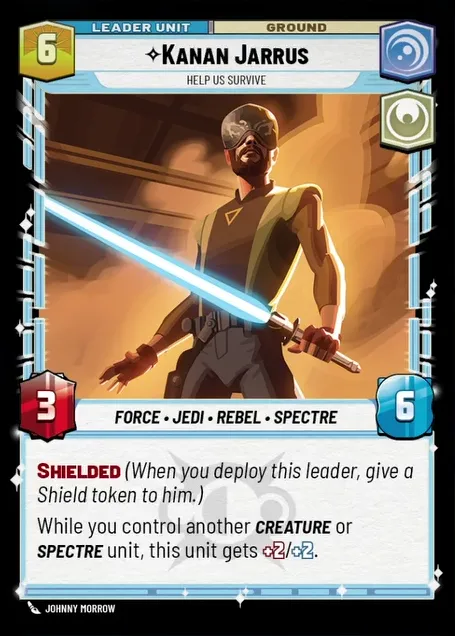 6
LEADER UNIT
GROUND
✧KANAN JARRUS
HELP US SURVIVE
3
6
FORCE • JEDI • REBEL • SPECTRE
SHIELDED (When you deploy this leader, give a
Shield token to him.)
While you control another CREATURE or
SPECTRE unit, this unit gets +2/+2.
JOHNNY MORROW